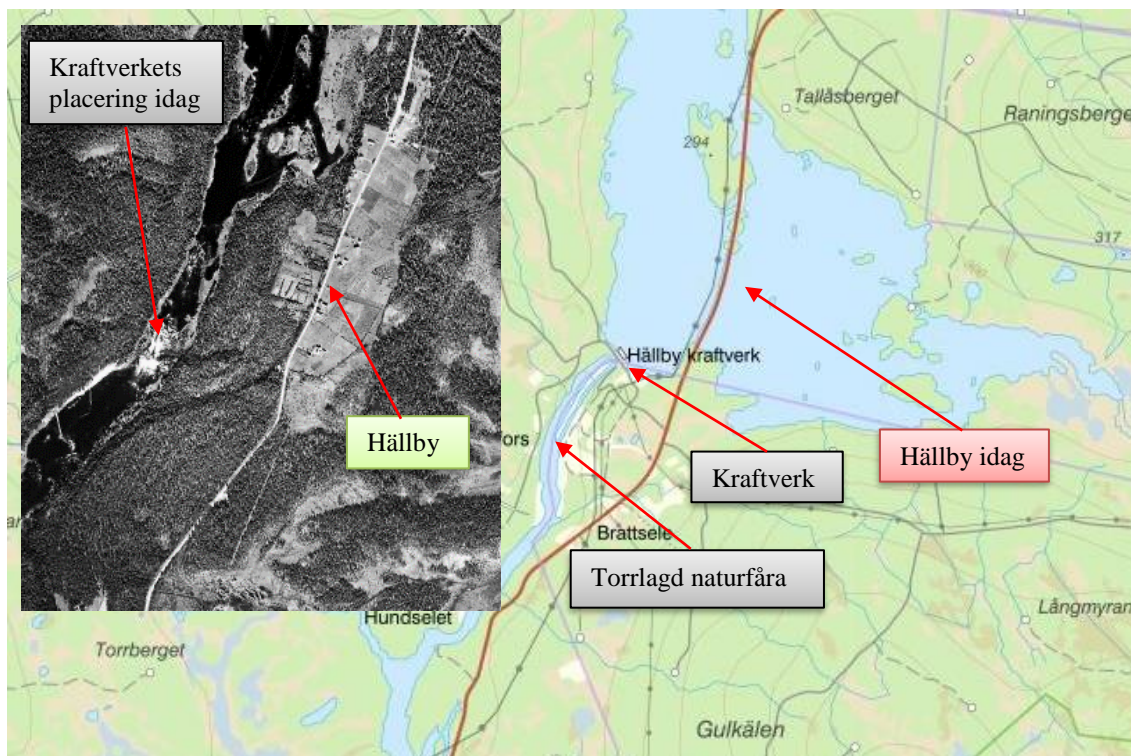 Kraftverkets
placering idag
Hällby
Tallåsberget
Raningsberge
294
317
300
Hällby kraftverk
ors
Hällby idag
Kraftverk
Brattsele
Torrlagd naturfåra
Hundselet
Långmyran
Torrberget
Gulkälen